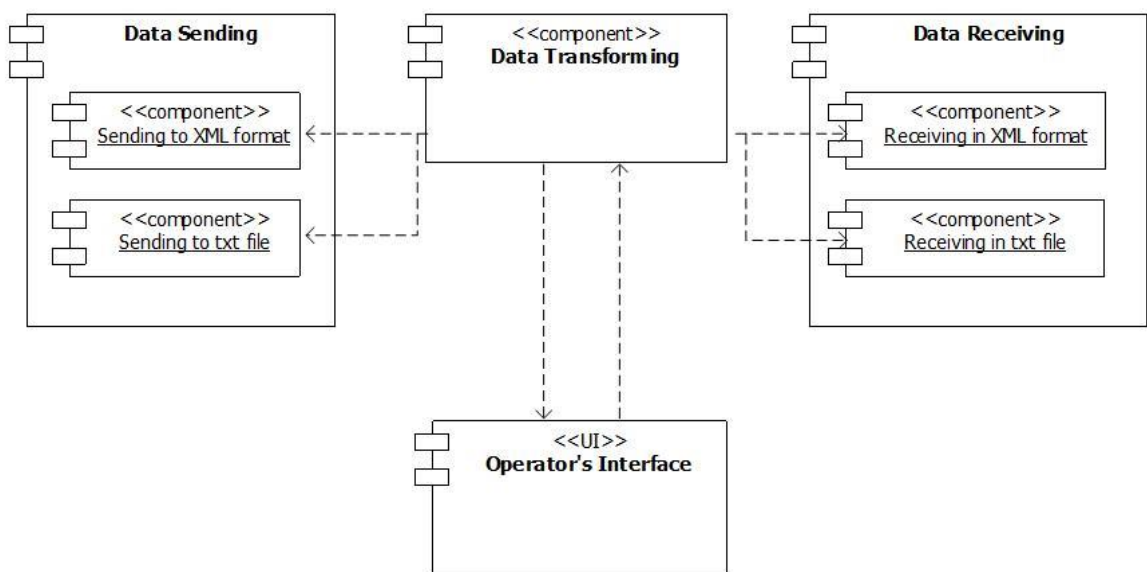 Data Sending
<<component>>
Sending to XML format
<<component>>
Sending to txt file
<<component>>
Data Transforming
Data Receiving
<<component>>
Receiving in XML format
<<component>>
Receiving in txt file
<<UI>>
Operator's Interface